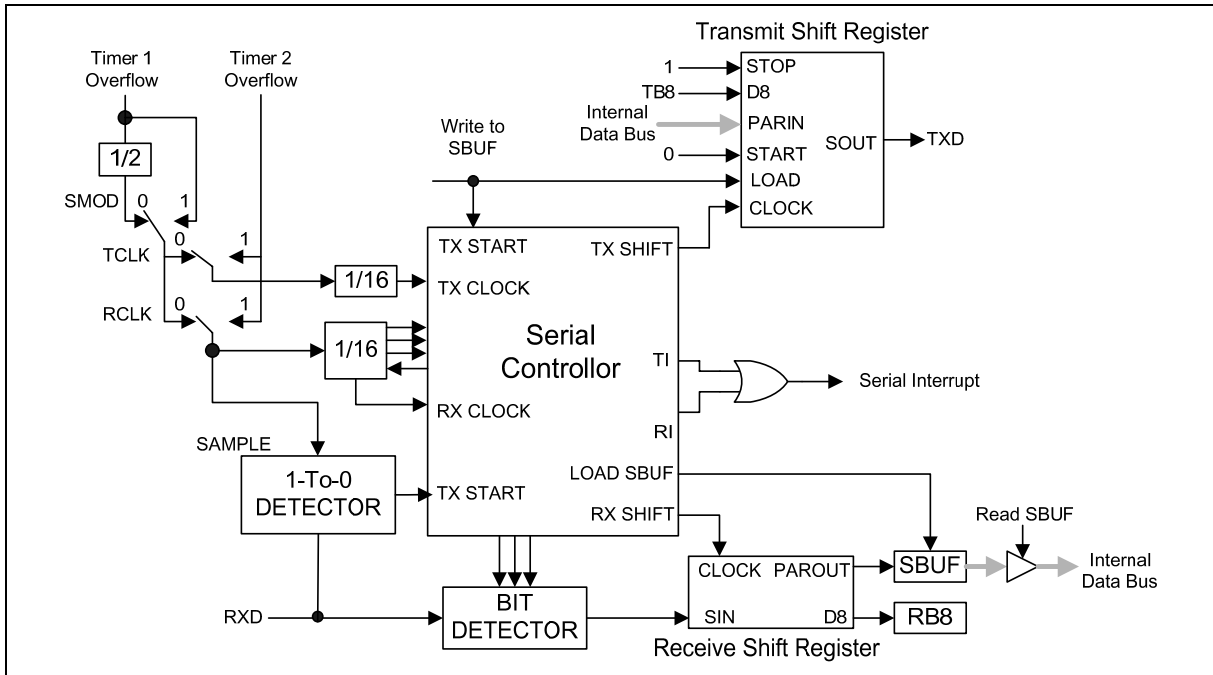 Transmit Shift Register
Timer 1
Overflow
Timer 2
Overflow
1
STOP
TB8
D8
Internal
Data Bus
PARIN
SOUT
TXD
Write to
SBUF
0
START
LOAD
CLOCK
1/2
SMOD
0
1
TCLK
0
1
RCLK
0
1
1/16
1/16
TX START
TX SHIFT
TX CLOCK
Serial
Controllor
TI
Serial Interrupt
RX CLOCK
RI
SAMPLE
LOAD SBUF
1-To-0
DETECTOR
TX START
RX SHIFT
Read SBUF
CLOCK
PAROUT
SBUF
Internal
Data Bus
RXD
BIT
DETECTOR
SIN
D8
RB8
Receive Shift Register